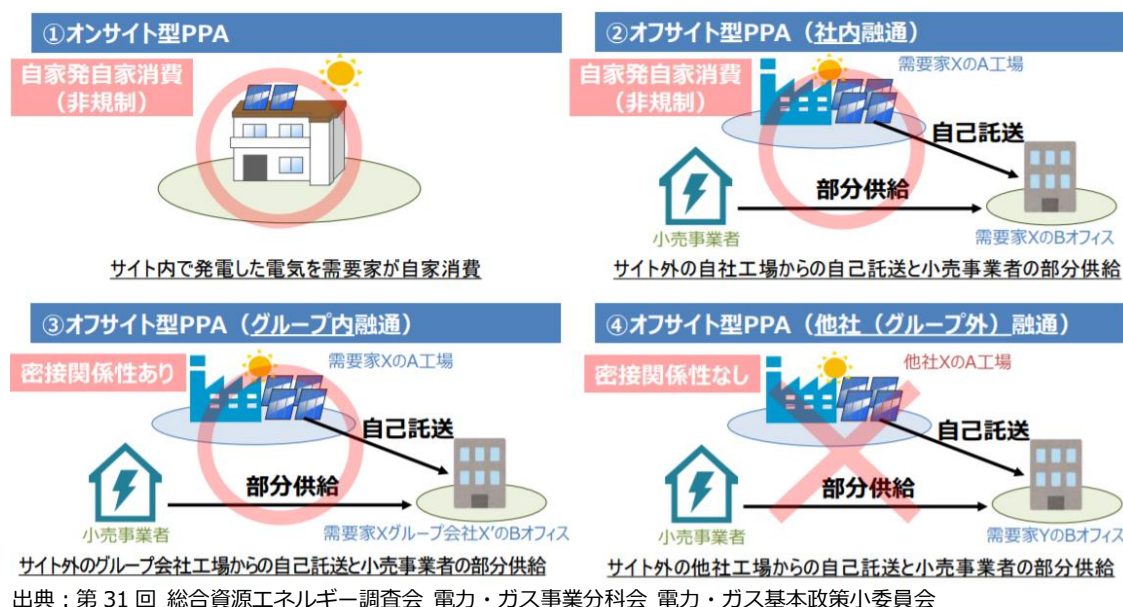 ①オンサイト型PPA
自家発自家消費
（非規制）
サイト内で発電した電気を需要家が自家消費
②オフサイト型PPA（社内融通）
自家発自家消費
（非規制）
需要家XのA工場
自己託送
部分供給
小売事業者
需要家XのBオフィス
サイト外の自社工場からの自己託送と小売事業者の部分供給
③オフサイト型PPA（グループ内融通）
密接関係性あり
需要家XのA工場
自己託送
部分供給
小売事業者
需要家Xグループ会社X’のBオフィス
サイト外のグループ会社工場からの自己託送と小売事業者の部分供給
④オフサイト型PPA（他社（グループ外）融通）
密接関係性なし
他社XのA工場
自己託送
部分供給
小売事業者
需要家YのBオフィス
サイト外の他社工場からの自己託送と小売事業者の部分供給
出典：第 31 回 総合資源エネルギー調査会 電力・ガス事業分科会 電力・ガス基本政策小委員会